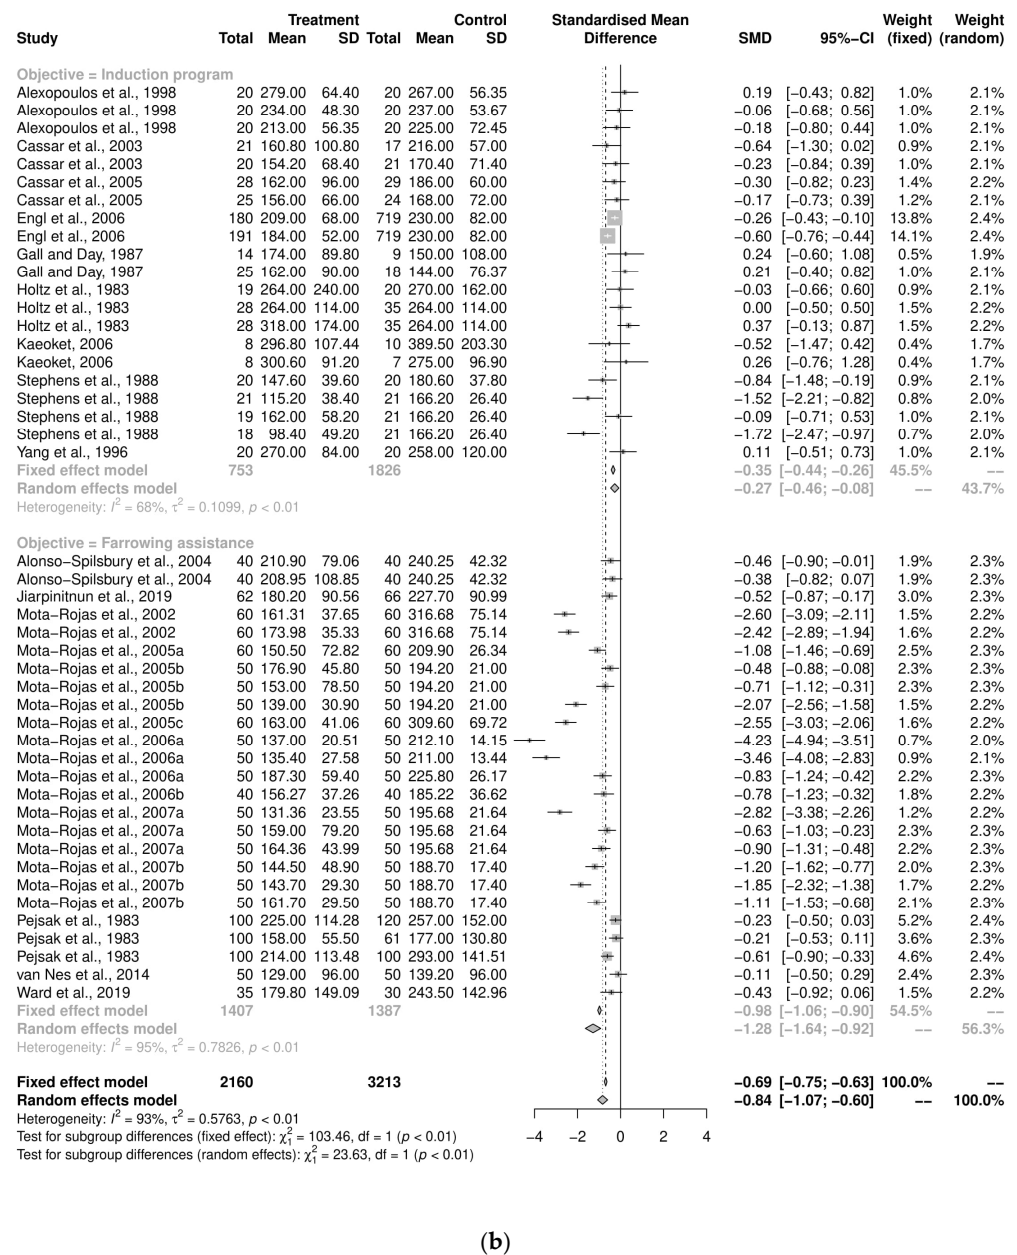 Treatment Control Standardised Mean Weight Weight
Study Total Mean SD Total Mean SD Difference SMD 95%−CI (fixed) (random)
Objective = Induction program
Alexopoulos et al., 1998 20 279.00 64.40 20 267.00 56.35 0.19 [−0.43; 0.82] 1.0% 2.1%
Alexopoulos et al., 1998 20 234.00 48.30 20 237.00 53.67 −0.06 [−0.68; 0.56] 1.0% 2.1%
Alexopoulos et al., 1998 20 213.00 56.35 20 225.00 72.45 −0.18 [−0.80; 0.44] 1.0% 2.1%
Cassar et al., 2003 21 160.80 100.80 17 216.00 57.00 −0.64 [−1.30; 0.02] 0.9% 2.1%
Cassar et al., 2003 20 154.20 68.40 21 170.40 71.40 −0.23 [−0.84; 0.39] 1.0% 2.1%
Cassar et al., 2005 28 162.00 96.00 29 186.00 60.00 −0.30 [−0.82; 0.23] 1.4% 2.2%
Cassar et al., 2005 25 156.00 66.00 24 168.00 72.00 −0.17 [−0.73; 0.39] 1.2% 2.1%
Engl et al., 2006 180 209.00 68.00 719 230.00 82.00 −0.26 [−0.43; −0.10] 13.8% 2.4%
Engl et al., 2006 191 184.00 52.00 719 230.00 82.00 −0.60 [−0.76; −0.44] 14.1% 2.4%
Gall and Day, 1987 14 174.00 89.80 9 150.00 108.00 0.24 [−0.60; 1.08] 0.5% 1.9%
Gall and Day, 1987 25 162.00 90.00 18 144.00 76.37 0.21 [−0.40; 0.82] 1.0% 2.1%
Holtz et al., 1983 19 264.00 240.00 20 270.00 162.00 −0.03 [−0.66; 0.60] 1.0% 2.1%
Holtz et al., 1983 28 264.00 114.00 35 264.00 114.00 0.00 [−0.50; 0.50] 1.5% 2.2%
Holtz et al., 1983 28 318.00 174.00 35 264.00 114.00 0.37 [−0.13; 0.87] 1.5% 2.2%
Kaeoket, 2006 8 296.80 107.44 10 389.50 203.30 −0.52 [−1.47; 0.42] 0.4% 1.7%
Kaeoket, 2006 8 300.60 91.20 7 275.00 96.90 0.26 [−0.76; 1.28] 0.4% 1.7%
Stephens et al., 1988 20 147.60 39.60 20 180.60 37.80 −0.84 [−1.48; −0.19] 0.9% 2.1%
Stephens et al., 1988 21 115.20 38.40 21 166.20 26.40 −1.52 [−2.21; −0.82] 0.8% 2.0%
Stephens et al., 1988 19 162.00 58.20 21 166.20 26.40 −0.09 [−0.71; 0.53] 1.0% 2.1%
Stephens et al., 1988 18 98.40 49.20 21 166.20 26.40 −1.72 [−2.47; −0.97] 0.7% 2.0%
Yang et al., 1996 20 270.00 84.00 20 258.00 120.00 0.11 [−0.51; 0.73] 1.0% 2.1%
Fixed effect model 753 1826 −0.35 [−0.44; −0.26] 45.5% −−
Random effects model −0.27 [−0.46; −0.08] −− 43.7%
Heterogeneity: I² = 68%, τ² = 0.1099, p < 0.01
Objective = Farrowing assistance
Alonso−Spilsbury et al., 2004 40 210.90 79.06 40 240.25 42.32 −0.46 [−0.90; −0.01] 1.9% 2.3%
Alonso−Spilsbury et al., 2004 40 208.95 108.85 40 240.25 42.32 −0.38 [−0.82; 0.07] 1.9% 2.3%
Jiarpinitnun et al., 2019 62 180.20 90.56 66 227.70 90.99 −0.52 [−0.87; −0.17] 3.0% 2.3%
Mota−Rojas et al., 2002 60 161.31 37.65 60 316.68 75.14 −2.60 [−3.09; −2.11] 1.5% 2.2%
Mota−Rojas et al., 2002 60 173.98 35.33 60 316.68 75.14 −2.42 [−2.89; −1.94] 1.6% 2.2%
Mota−Rojas et al., 2005a 60 150.50 72.82 60 209.90 26.34 −1.08 [−1.46; −0.69] 2.5% 2.3%
Mota−Rojas et al., 2005b 50 176.90 45.80 50 194.20 21.00 −0.48 [−0.88; −0.08] 2.3% 2.3%
Mota−Rojas et al., 2005b 50 153.00 78.50 50 194.20 21.00 −0.71 [−1.12; −0.31] 2.3% 2.3%
Mota−Rojas et al., 2005b 50 139.00 30.90 50 194.20 21.00 −2.07 [−2.56; −1.58] 1.5% 2.2%
Mota−Rojas et al., 2005c 60 163.00 41.06 60 309.60 69.72 −2.55 [−3.03; −2.06] 1.6% 2.2%
Mota−Rojas et al., 2006a 50 137.00 20.51 50 212.10 14.15 −4.23 [−4.94; −3.51] 0.7% 2.0%
Mota−Rojas et al., 2006a 50 135.40 27.58 50 211.00 13.44 −3.46 [−4.08; −2.83] 0.9% 2.1%
Mota−Rojas et al., 2006a 50 187.30 59.40 50 225.80 26.17 −0.83 [−1.24; −0.42] 2.2% 2.3%
Mota−Rojas et al., 2006b 40 156.27 37.26 40 185.22 36.62 −0.78 [−1.23; −0.32] 1.8% 2.3%
Mota−Rojas et al., 2007a 50 131.36 23.55 50 195.68 21.64 −2.82 [−3.38; −2.26] 1.2% 2.2%
Mota−Rojas et al., 2007a 50 159.00 79.20 50 195.68 21.64 −0.63 [−1.03; −0.23] 2.3% 2.3%
Mota−Rojas et al., 2007a 50 164.36 43.99 50 195.68 21.64 −0.90 [−1.31; −0.48] 2.2% 2.3%
Mota−Rojas et al., 2007b 50 144.50 48.90 50 188.70 17.40 −1.20 [−1.62; −0.77] 2.0% 2.3%
Mota−Rojas et al., 2007b 50 143.70 29.30 50 188.70 17.40 −1.85 [−2.32; −1.38] 1.7% 2.2%
Mota−Rojas et al., 2007b 50 161.70 29.50 50 188.70 17.40 −1.11 [−1.53; −0.68] 2.1% 2.3%
Pejsak et al., 1983 100 225.00 114.28 120 257.00 152.00 −0.23 [−0.50; 0.03] 5.2% 2.4%
Pejsak et al., 1983 100 158.00 55.50 61 177.00 130.80 −0.21 [−0.53; 0.11] 3.6% 2.3%
Pejsak et al., 1983 100 214.00 113.48 100 293.00 141.51 −0.61 [−0.90; −0.33] 4.6% 2.4%
van Nes et al., 2014 50 129.00 96.00 50 139.20 96.00 −0.11 [−0.50; 0.29] 2.4% 2.3%
Ward et al., 2019 35 179.80 149.09 30 243.50 142.96 −0.43 [−0.92; 0.06] 1.5% 2.2%
Fixed effect model 1407 1387 −0.98 [−1.06; −0.90] 54.5% −−
Random effects model −1.28 [−1.64; −0.92] −− 56.3%
Heterogeneity: I² = 95%, τ² = 0.7826, p < 0.01
Fixed effect model 2160 3213 −0.69 [−0.75; −0.63] 100.0% −−
Random effects model −0.84 [−1.07; −0.60] −− 100.0%
Heterogeneity: I² = 93%, τ² = 0.5763, p < 0.01
Test for subgroup differences (fixed effect): χ²₁ = 103.46, df = 1 (p < 0.01) −4 −2 0 2 4
Test for subgroup differences (random effects): χ²₁ = 23.63, df = 1 (p < 0.01)
(b)